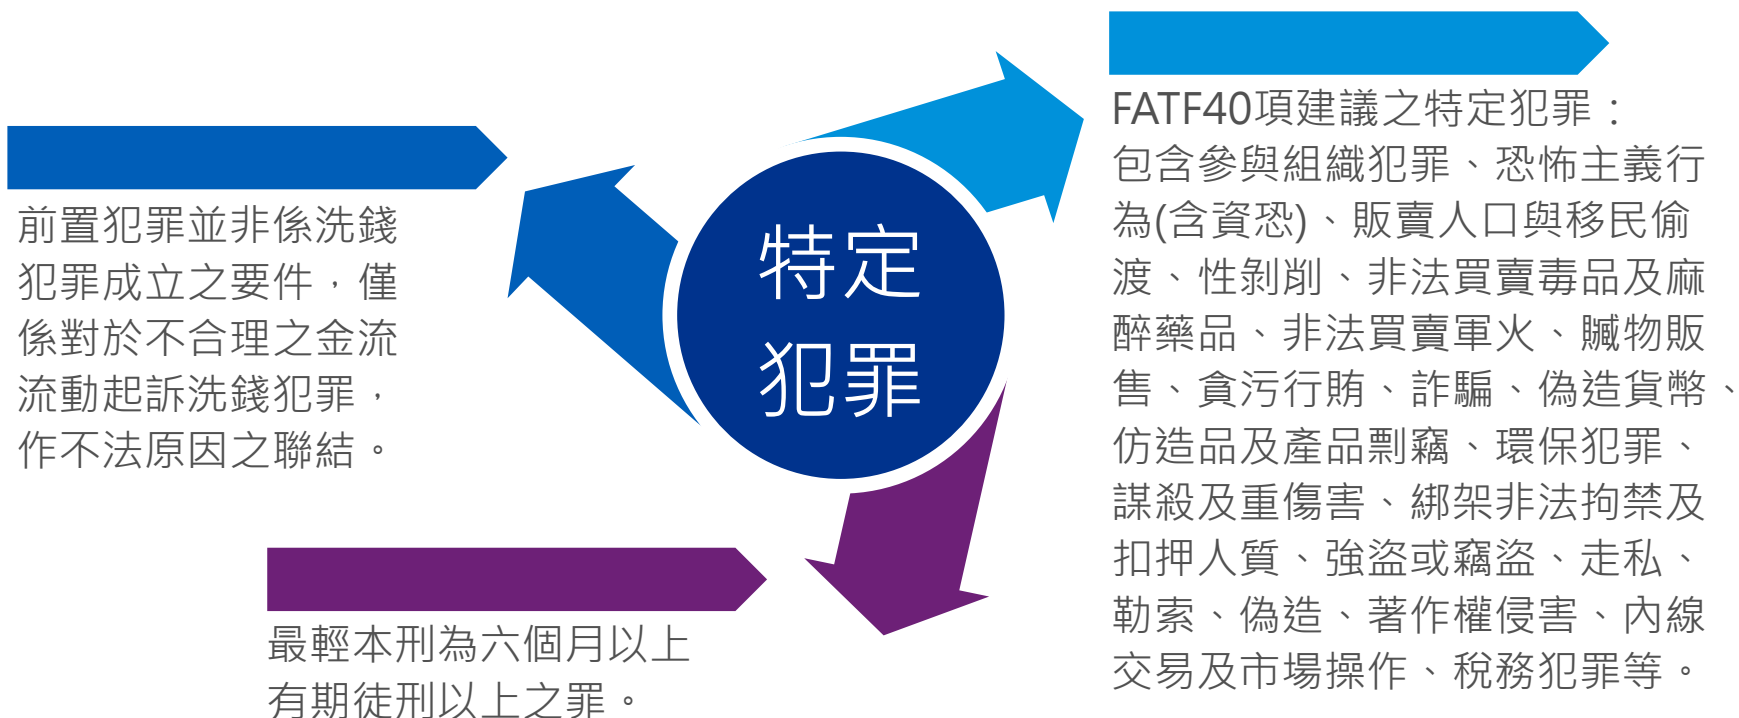 FATF40項建議之特定犯罪：
包含參與組織犯罪、恐怖主義行
為(含資恐)、販賣人口與移民偷
渡、性剝削、非法買賣毒品及麻
醉藥品、非法買賣軍火、贓物販
售、貪污行賄、詐騙、偽造貨幣、
仿造品及產品剽竊、環保犯罪、
謀殺及重傷害、綁架非法拘禁及
扣押人質、強盜或竊盜、走私、
勒索、偽造、著作權侵害、內線
交易及市場操作、稅務犯罪等。
前置犯罪並非係洗錢
犯罪成立之要件，僅
係對於不合理之金流
流動起訴洗錢犯罪，
作不法原因之聯結。
特定
犯罪
最輕本刑為六個月以上
有期徒刑以上之罪。